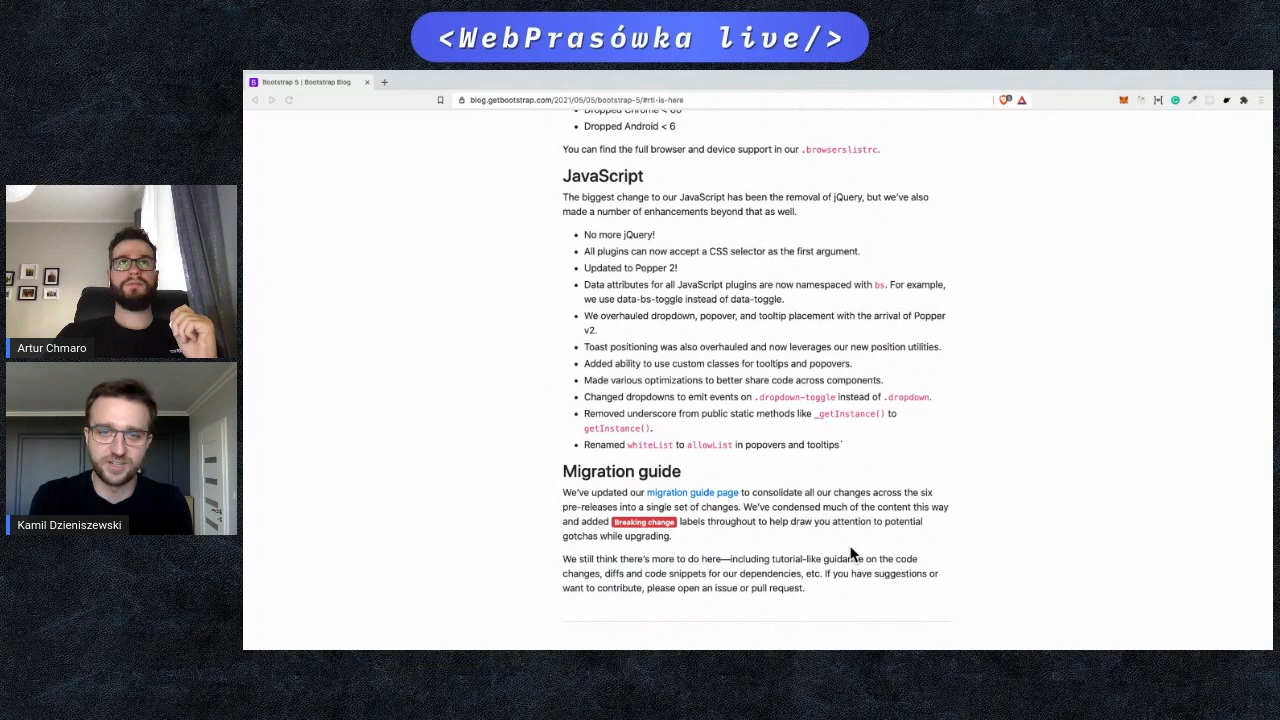 <WebPrasówka live/>
Bootstrap 5 | Bootstrap Blog
blog.getbootstrap.com/2021/05/05/bootstrap-5/#rtl-is-here
Dropped Chrome < 60
Dropped Android < 6
You can find the full browser and device support in our .browserslistrc.
JavaScript
The biggest change to our JavaScript has been the removal of jQuery, but we've also
made a number of enhancements beyond that as well.
No more jQuery!
All plugins can now accept a CSS selector as the first argument.
Updated to Popper 2!
Data attributes for all JavaScript plugins are now namespaced with bs. For example,
we use data-bs-toggle instead of data-toggle.
We overhauled dropdown, popover, and tooltip placement with the arrival of Popper
v2.
Toast positioning was also overhauled and now leverages our new position utilities.
Added ability to use custom classes for tooltips and popovers.
Made various optimizations to better share code across components.
Changed dropdowns to emit events on .dropdown-toggle instead of .dropdown.
Removed underscore from public static methods like _getInstance() to
getInstance().
Renamed whiteList to allowList in popovers and tooltips`
Migration guide
We've updated our migration guide page to consolidate all our changes across the six
pre-releases into a single set of changes. We've condensed much of the content this way
and added Breaking change labels throughout to help draw you attention to potential
gotchas while upgrading.
We still think there's more to do here—including tutorial-like guidance on the code
changes, diffs and code snippets for our dependencies, etc. If you have suggestions or
want to contribute, please open an issue or pull request.
Artur Chmaro
Kamil Dzieniszewski